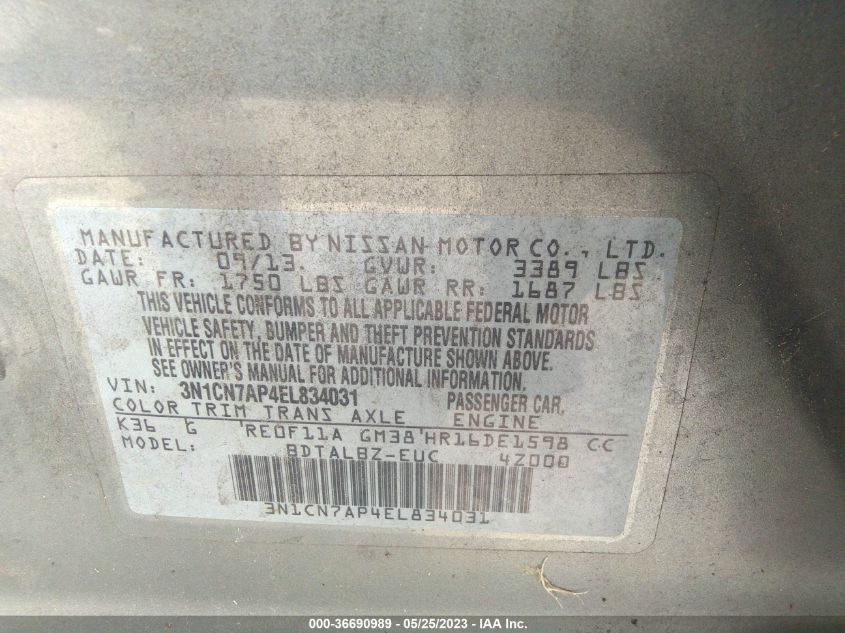 MANUFACTURED BY NISSAN MOTOR CO., LTD.
DATE: 09/13 GVWR: 3389 LBS
GAWR FR: 1750 LBS GAWR RR: 1687 LBS
THIS VEHICLE CONFORMS TO ALL APPLICABLE FEDERAL MOTOR
VEHICLE SAFETY, BUMPER AND THEFT PREVENTION STANDARDS
IN EFFECT ON THE DATE OF MANUFACTURE SHOWN ABOVE.
SEE OWNER'S MANUAL FOR ADDITIONAL INFORMATION.
VIN: 3N1CN7AP4EL834031 PASSENGER CAR.
COLOR TRIM TRANS AXLE ENGINE
K36 G RE0F11A GM38 HR16DE1598 CC
MODEL: BDTALBZ-EUC 4Z000
3N1CN7AP4EL834031
000-36690989 - 05/25/2023 - IAA Inc.